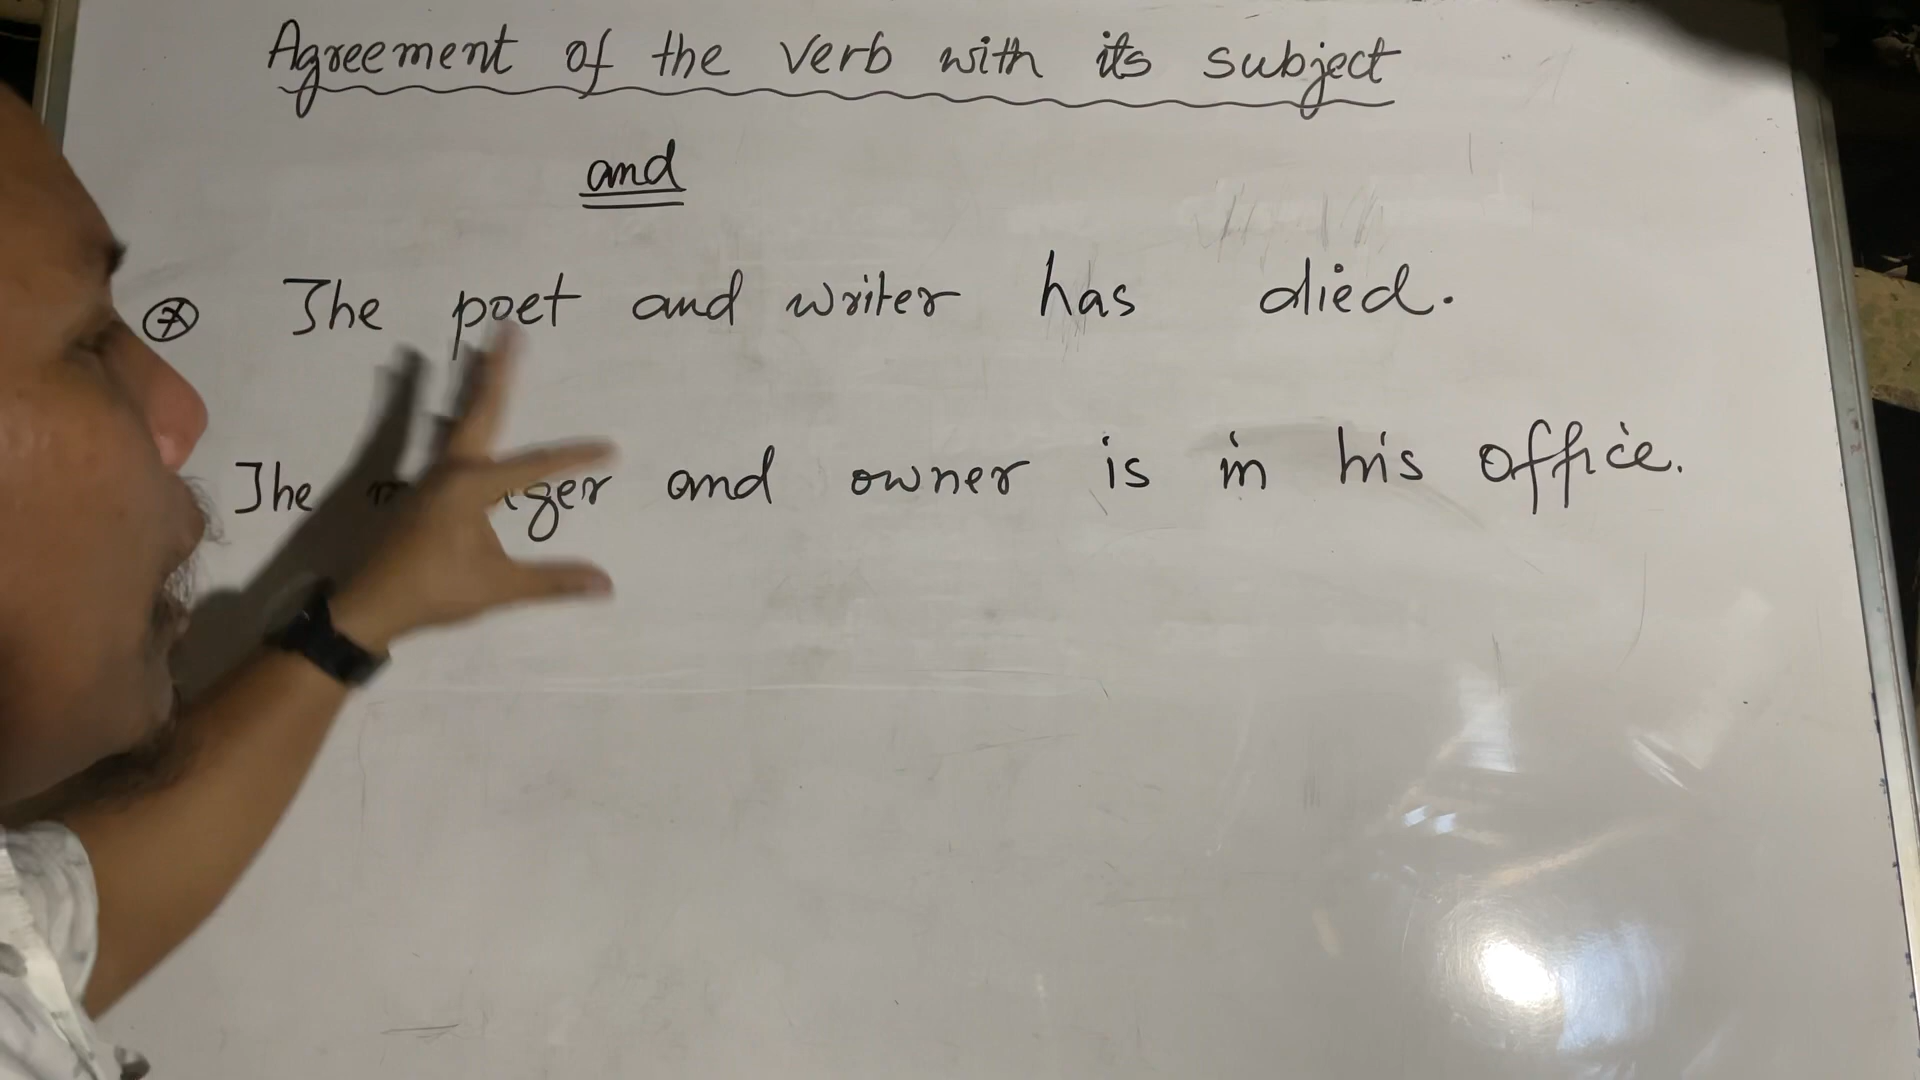 Agreement of the verb with its subject
and
The poet and writer has died.
The and owner is in his office.